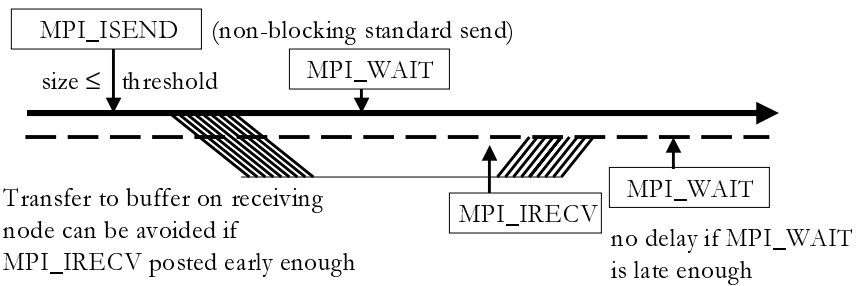 MPI_ISEND (non-blocking standard send)
size ≤ threshold
MPI_WAIT
Transfer to buffer on receiving
node can be avoided if
MPI_IRECV posted early enough
MPI_IRECV
MPI_WAIT
no delay if MPI_WAIT
is late enough